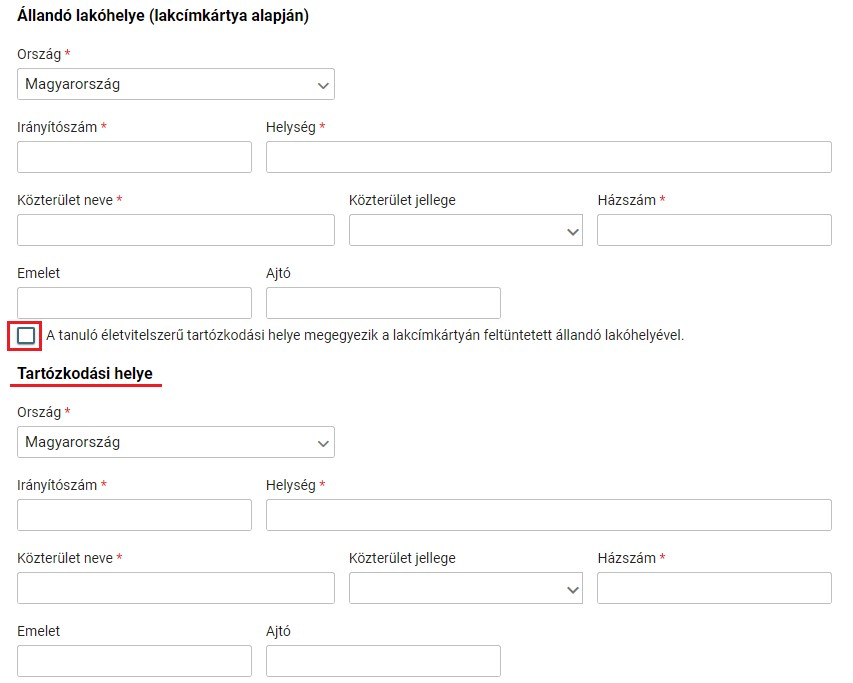 Állandó lakóhelye (lakcímkártya alapján)
Ország *
Magyarország
Irányítószám * Helység *
Közterület neve * Közterület jellege Házszám *
Emelet Ajtó
A tanuló életvitelszerű tartózkodási helye megegyezik a lakcímkártyán feltüntetett állandó lakóhelyével.
Tartózkodási helye
Ország *
Magyarország
Irányítószám * Helység *
Közterület neve * Közterület jellege Házszám *
Emelet Ajtó